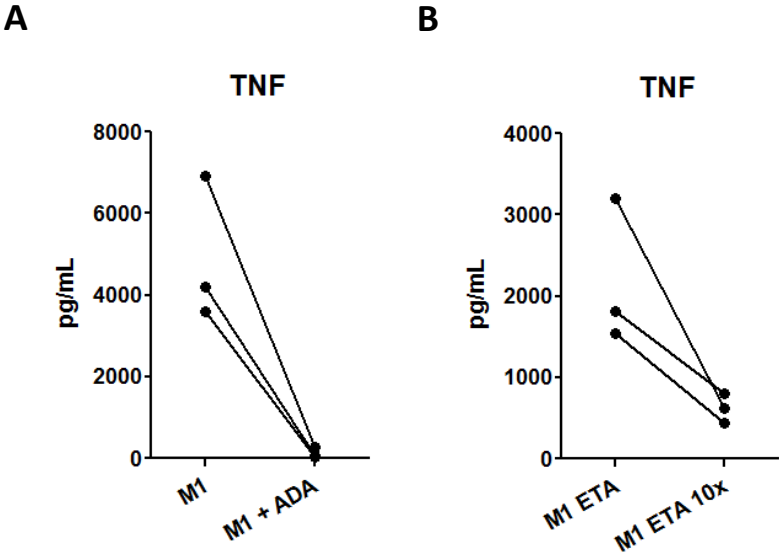 A
TNF
pg/mL
8000
6000
4000
2000
0
M1
M1 + ADA
B
TNF
pg/mL
4000
3000
2000
1000
0
M1 ETA
M1 ETA 10x